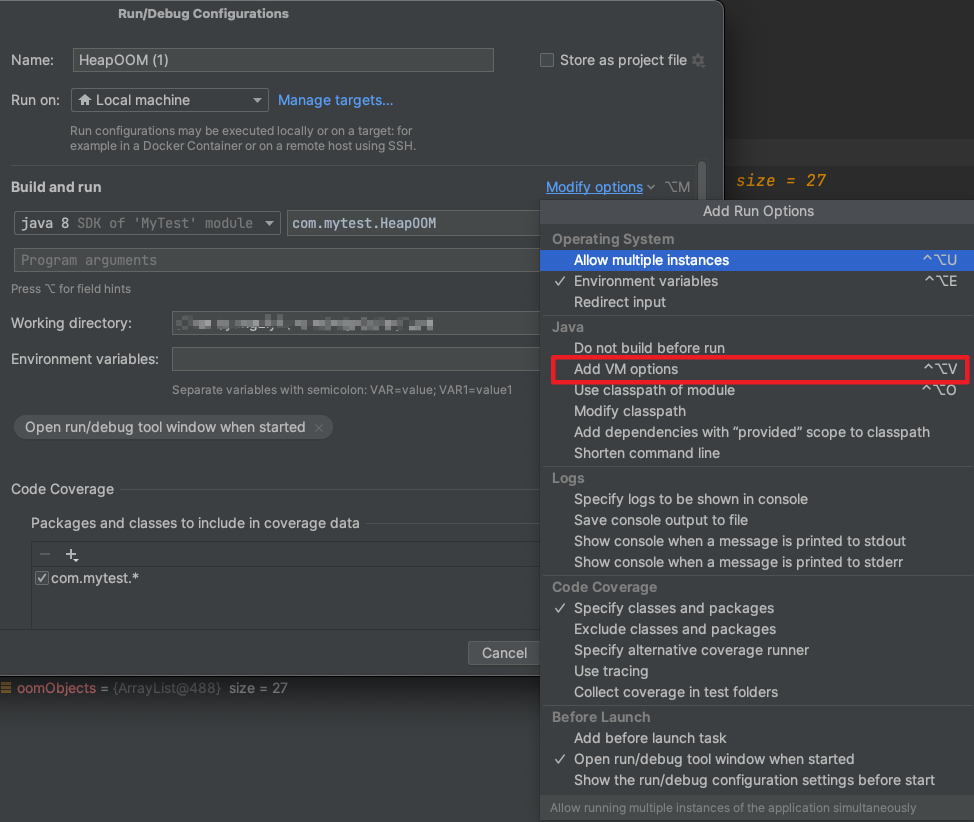 Run/Debug Configurations
Name:
HeapOOM (1)
Store as project file
Run on:
Local machine
Manage targets...
Run configurations may be executed locally or on a target: for
example in a Docker Container or on a remote host using SSH.
Build and run
Modify options
⌥M
size = 27
java 8 SDK of 'MyTest' module
com.mytest.HeapOOM
Program arguments
Press ⌥ for field hints
Working directory:
Environment variables:
Separate variables with semicolon: VAR=value; VAR1=value1
Open run/debug tool window when started ×
Code Coverage
Packages and classes to include in coverage data
com.mytest.*
Cancel
oomObjects = {ArrayList@488} size = 27
Add Run Options
Operating System
Allow multiple instances ^⌥U
✓ Environment variables ^⌥E
Redirect input
Java
Do not build before run
Add VM options ^⌥V
Use classpath of module ^⌥O
Modify classpath
Add dependencies with “provided” scope to classpath
Shorten command line
Logs
Specify logs to be shown in console
Save console output to file
Show console when a message is printed to stdout
Show console when a message is printed to stderr
Code Coverage
✓ Specify classes and packages
Exclude classes and packages
Specify alternative coverage runner
Use tracing
Collect coverage in test folders
Before Launch
Add before launch task
✓ Open run/debug tool window when started
Show the run/debug configuration settings before start
Allow running multiple instances of the application simultaneously